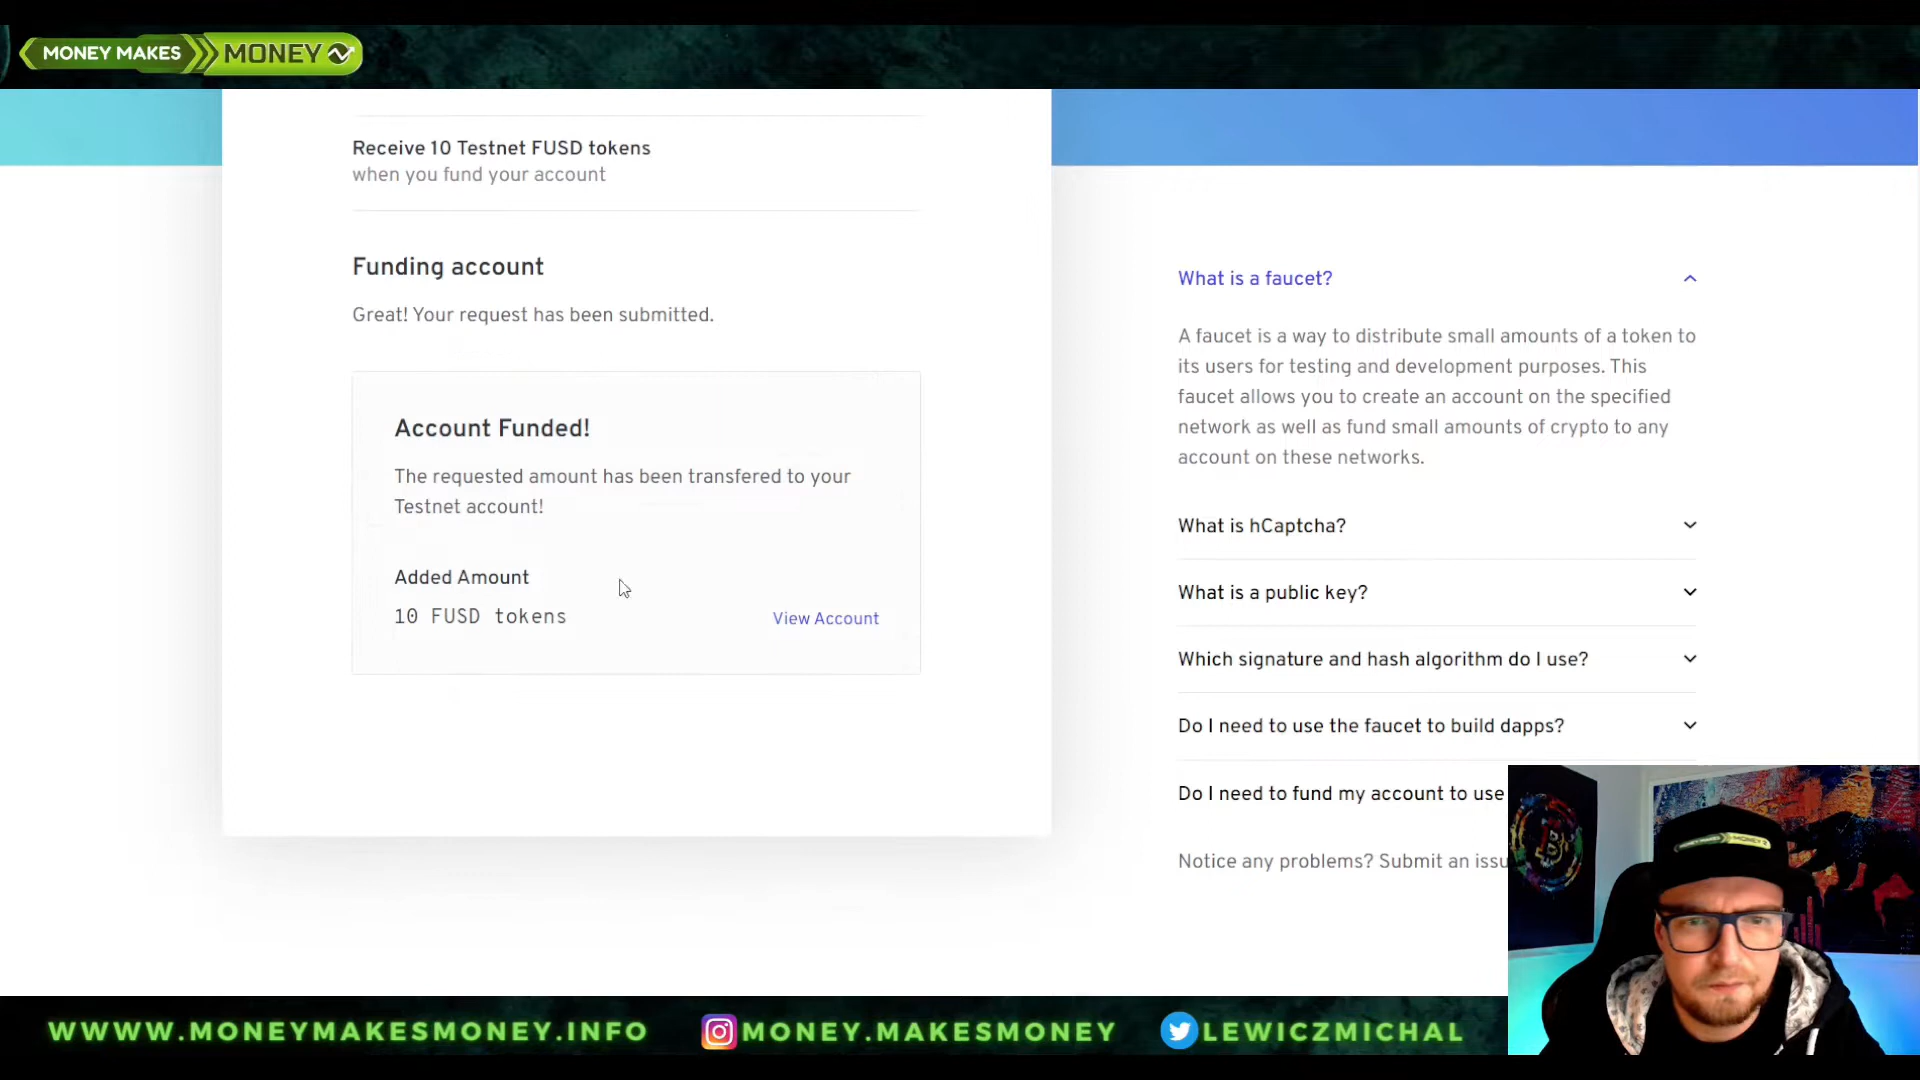 MONEY MAKES MONEY
Receive 10 Testnet FUSD tokens
when you fund your account
Funding account
Great! Your request has been submitted.
Account Funded!
The requested amount has been transfered to your
Testnet account!
Added Amount
10 FUSD tokens
View Account
What is a faucet?
A faucet is a way to distribute small amounts of a token to
its users for testing and development purposes. This
faucet allows you to create an account on the specified
network as well as fund small amounts of crypto to any
account on these networks.
What is hCaptcha?
What is a public key?
Which signature and hash algorithm do I use?
Do I need to use the faucet to build dapps?
Do I need to fund my account to use
Notice any problems? Submit an issu
WWWW.MONEYMAKESMONEY.INFO
MONEY.MAKESMONEY
LEWICZMICHAL